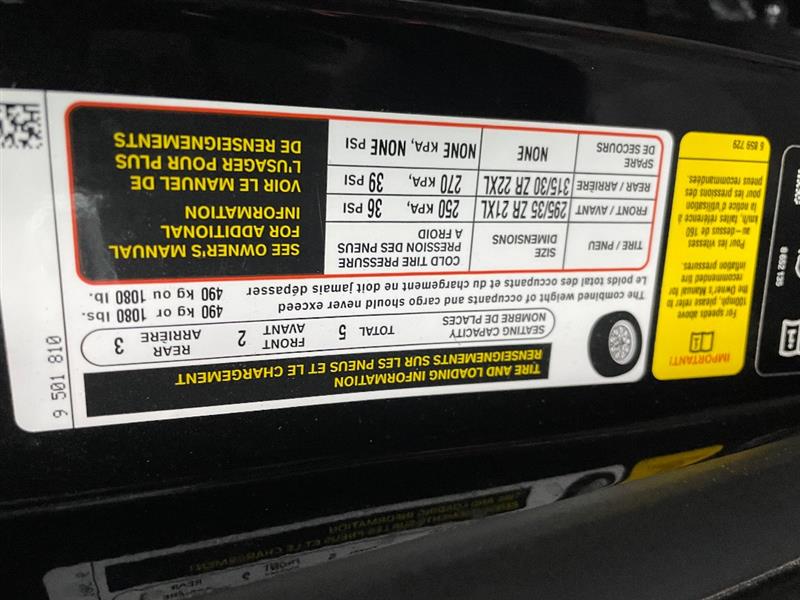 TIRE AND LOADING INFORMATION
RENSEIGNEMENTS SUR LES PNEUS ET LE CHARGEMENT
SEATING CAPACITY
NOMBRE DE PLACES
TOTAL 5
FRONT
AVANT 2
REAR
ARRIÈRE 3
The combined weight of occupants and cargo should never exceed 490 kg or 1080 lbs.
Le poids total des occupants et du chargement ne doit jamais dépasser 490 kg ou 1080 lb.
TIRE / PNEU
SIZE
DIMENSIONS
COLD TIRE PRESSURE
PRESSION DES PNEUS
A FROID
FRONT / AVANT 295/35 ZR 21XL 250 KPA, 36 PSI
REAR / ARRIÈRE 315/30 ZR 22XL 270 KPA, 39 PSI
SPARE
DE SECOURS NONE NONE KPA, NONE PSI
SEE OWNER'S MANUAL
FOR ADDITIONAL
INFORMATION
VOIR LE MANUEL DE
L'USAGER POUR PLUS
DE RENSEIGNEMENTS
9 501 810
IMPORTANT!
For speeds above
100mph, please refer to
the Owner's Manual for
recommended tire
inflation pressures.
Pour les vitesses
au-dessus de 160
km/h, faites référence à
la notice d'utilisation
pour les pressions des
pneus recommandées.
6 859 729
8 652 135